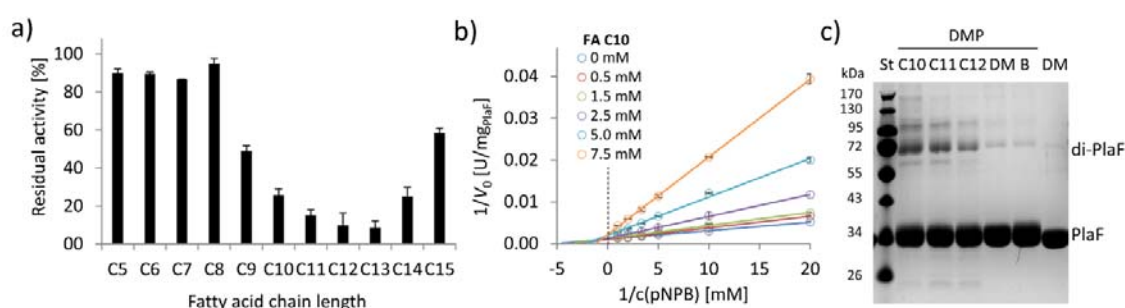 a)
Residual activity [%]
100
80
60
40
20
00
C5 C6 C7 C8 C9 C10 C11 C12 C13 C14 C15
Fatty acid chain length
b)
FA C10
0 mM
0.5 mM
1.5 mM
2.5 mM
5.0 mM
7.5 mM
1/V0 [U/mgPlaF]
0.04
0.03
0.02
0.01
0.00
-5 0 5 10 15 20
1/c(pNPB) [mM]
c)
DMP
St C10 C11 C12 DM B DM
kDa
170
130
95
72
55
43
34
26
di-PlaF
PlaF